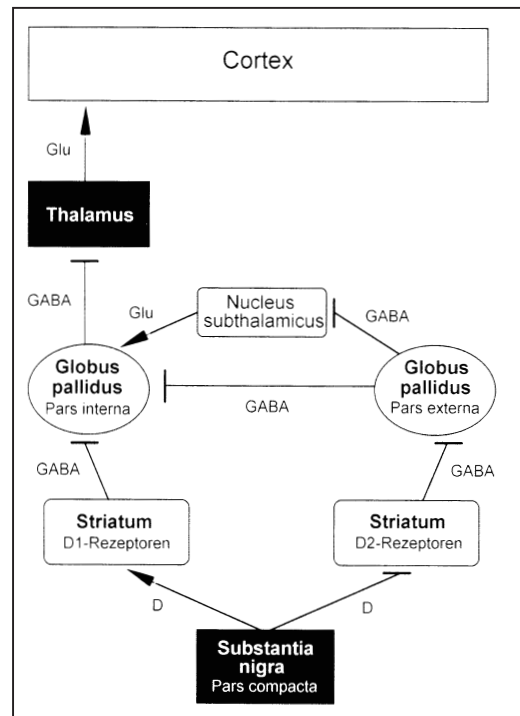 Cortex
Glu
Thalamus
GABA
Glu
Nucleus
subthalamicus
GABA
Globus
pallidus
Pars interna
GABA
Globus
pallidus
Pars externa
GABA
GABA
Striatum
D1-Rezeptoren
Striatum
D2-Rezeptoren
D
D
Substantia
nigra
Pars compacta